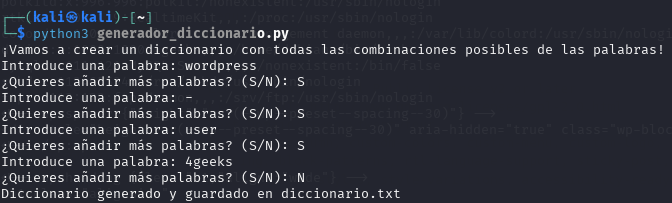 (kali㉿kali)-[~]
$ python3 generador_diccionario.py
¡Vamos a crear un diccionario con todas las combinaciones posibles de las palabras!
Introduce una palabra: wordpress
¿Quieres añadir más palabras? (S/N): S
Introduce una palabra: -
¿Quieres añadir más palabras? (S/N): S
Introduce una palabra: user
¿Quieres añadir más palabras? (S/N): S
Introduce una palabra: 4geeks
¿Quieres añadir más palabras? (S/N): N
Diccionario generado y guardado en diccionario.txt